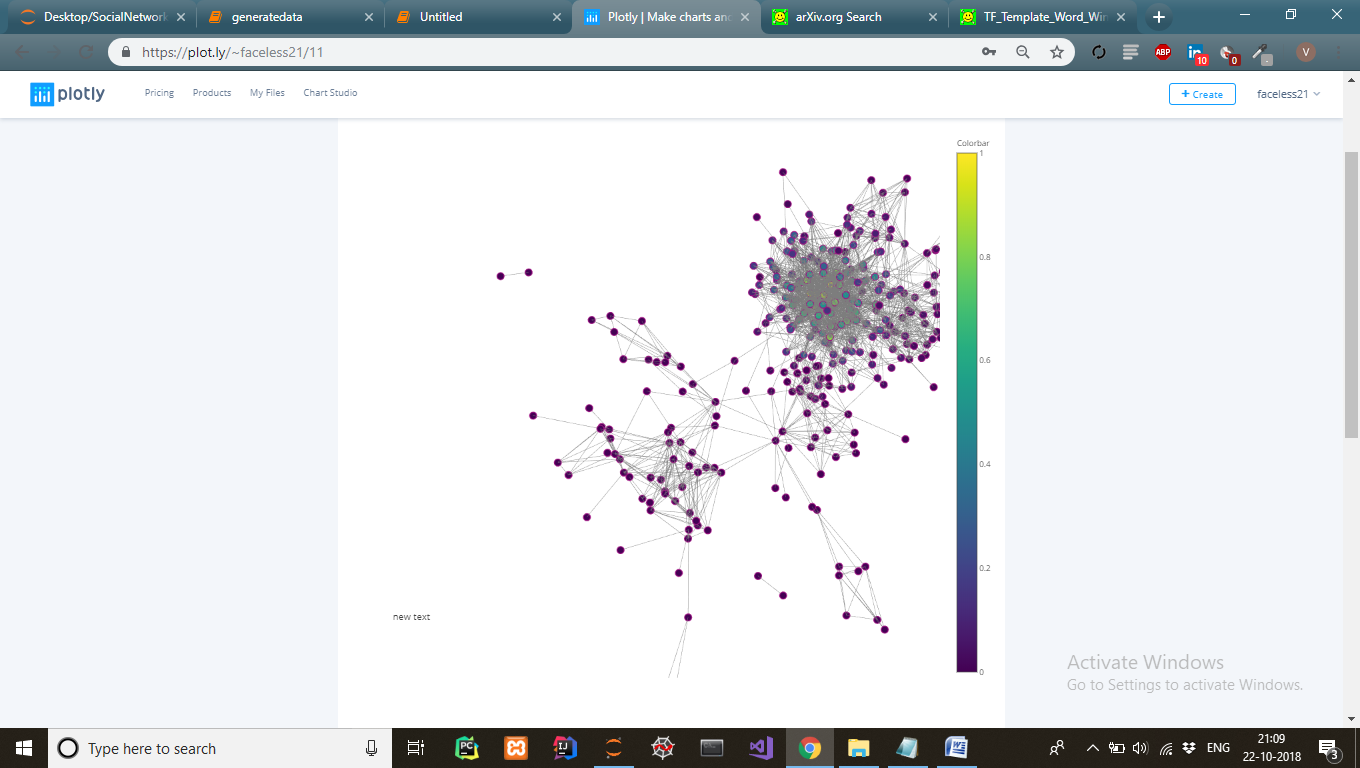 Desktop/SocialNetwork
generatedata
Untitled
Plotly | Make charts and
arXiv.org Search
TF_Template_Word_Win
https://plot.ly/~faceless21/11
ABP
10
0
-
V
plotly
Pricing
Products
My Files
Chart Studio
+ Create
faceless21
Colorbar
1
0.8
0.6
0.4
0.2
0
new text
Activate Windows
Go to Settings to activate Windows.
Type here to search
PC
IJ
W
ENG
21:09
22-10-2018
3